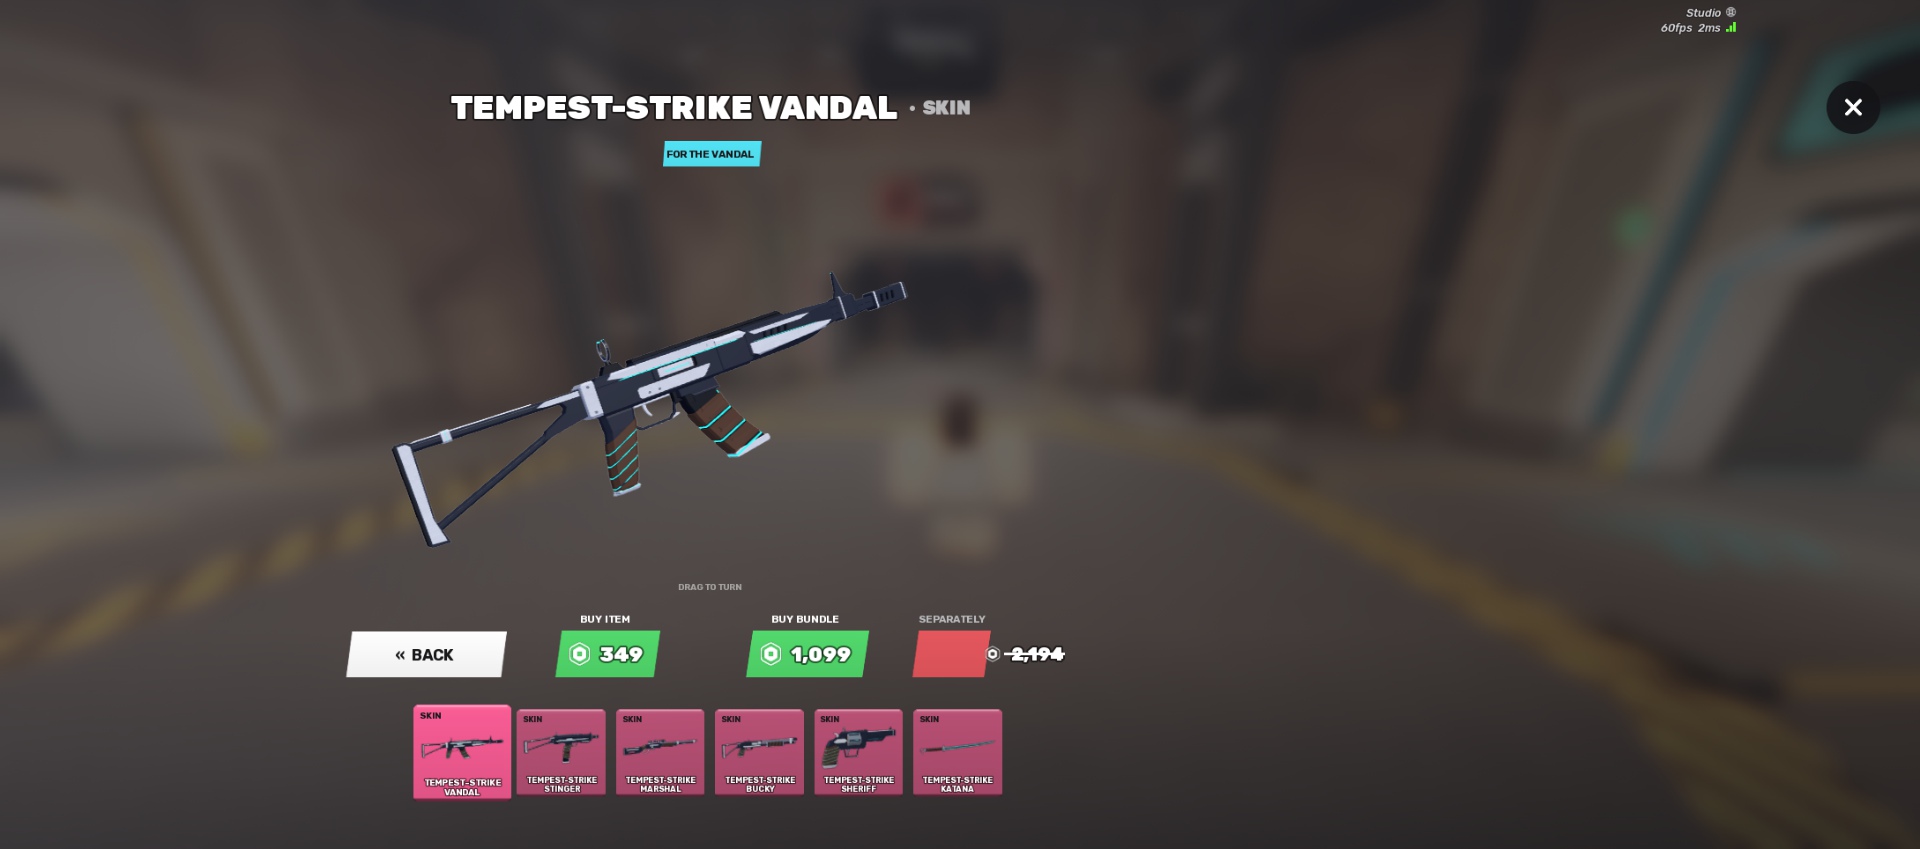 Studio
60fps 2ms
TEMPEST-STRIKE VANDAL • SKIN
FOR THE VANDAL
DRAG TO TURN
BUY ITEM
BUY BUNDLE
SEPARATELY
« BACK
349
1,099
2,194
SKIN
TEMPEST-STRIKE
VANDAL
SKIN
TEMPEST-STRIKE
STINGER
SKIN
TEMPEST-STRIKE
MARSHAL
SKIN
TEMPEST-STRIKE
BUCKY
SKIN
TEMPEST-STRIKE
SHERIFF
SKIN
TEMPEST-STRIKE
KATANA